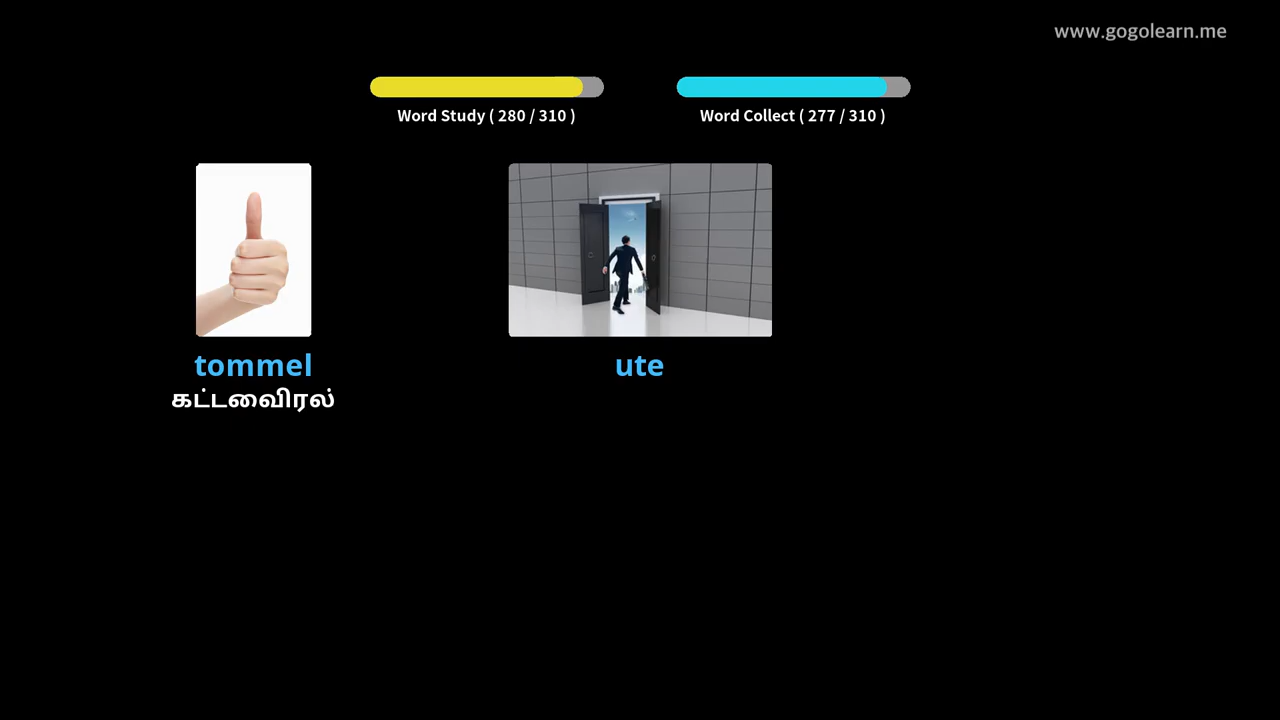 www.gogolearn.me
Word Study ( 280 / 310 )
Word Collect ( 277 / 310 )
tommel
கட்டைவிரல்
ute